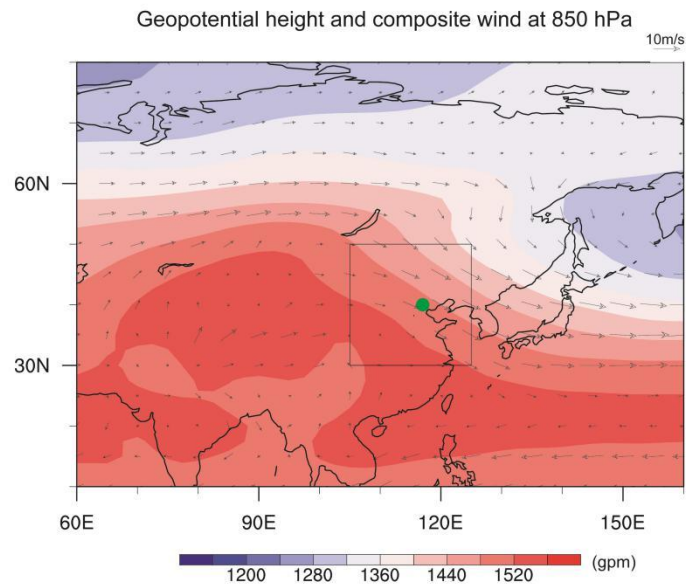 Geopotential height and composite wind at 850 hPa
10m/s
60N
30N
60E 90E 120E 150E
1200 1280 1360 1440 1520 (gpm)